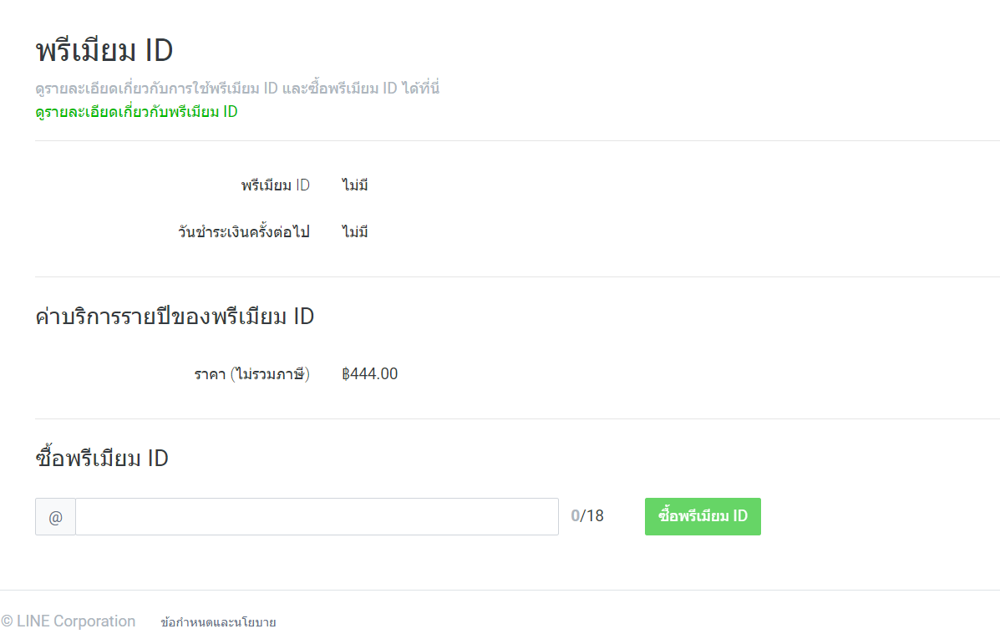 พรีเมียม ID
ดูรายละเอียดเกี่ยวกับการใช้พรีเมียม ID และซื้อพรีเมียม ID ได้ที่นี่
ดูรายละเอียดเกี่ยวกับพรีเมียม ID
พรีเมียม ID ไม่มี
วันชำระเงินครั้งต่อไป ไม่มี
ค่าบริการรายปีของพรีเมียม ID
ราคา (ไม่รวมภาษี) ฿444.00
ซื้อพรีเมียม ID
@ 0/18 ซื้อพรีเมียม ID
© LINE Corporation ข้อกำหนดและนโยบาย